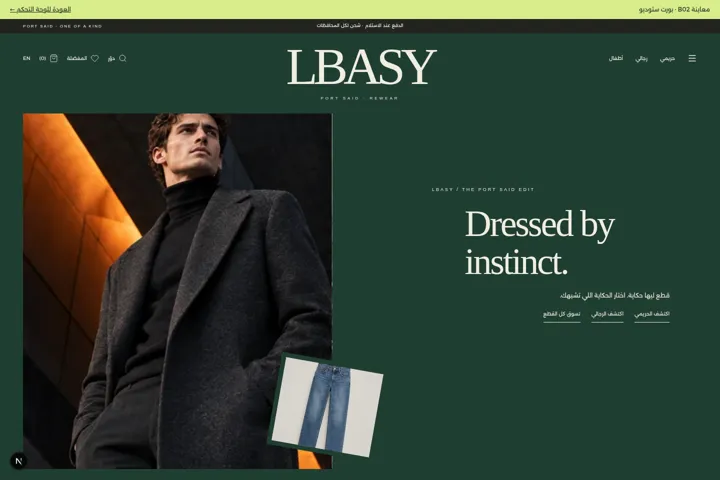 معاينة B02 · بورت ستوديو
العودة للوحة التحكم ←
الدفع عند الاستلام · شحن لكل المحافظات
PORT SAID · ONE OF A KIND
حريمي
رجالي
أطفال
LBASY
PORT SAID · REWEAR
دوّر
المفضلة
(0)
EN
LBASY / THE PORT SAID EDIT
Dressed by
instinct.
قطع ليها حكاية. اختار الحكاية اللي تشبهك.
اكتشف الحريمي
اكتشف الرجالي
تسوق كل القطع
N